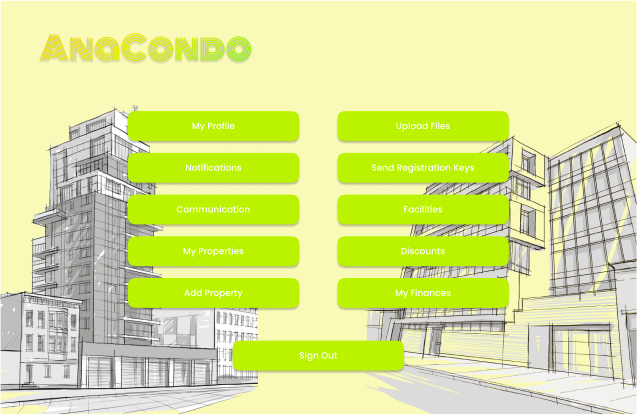 AnaCondo
My Profile
Upload Files
Notifications
Send Registration Keys
Communication
Facilities
My Properties
Discounts
Add Property
My Finances
Sign Out